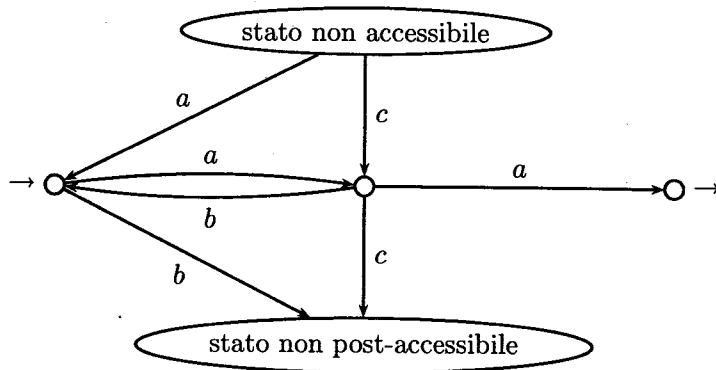 stato non accessibile
a
c
→
a
a
→
b
b
c
stato non post-accessibile